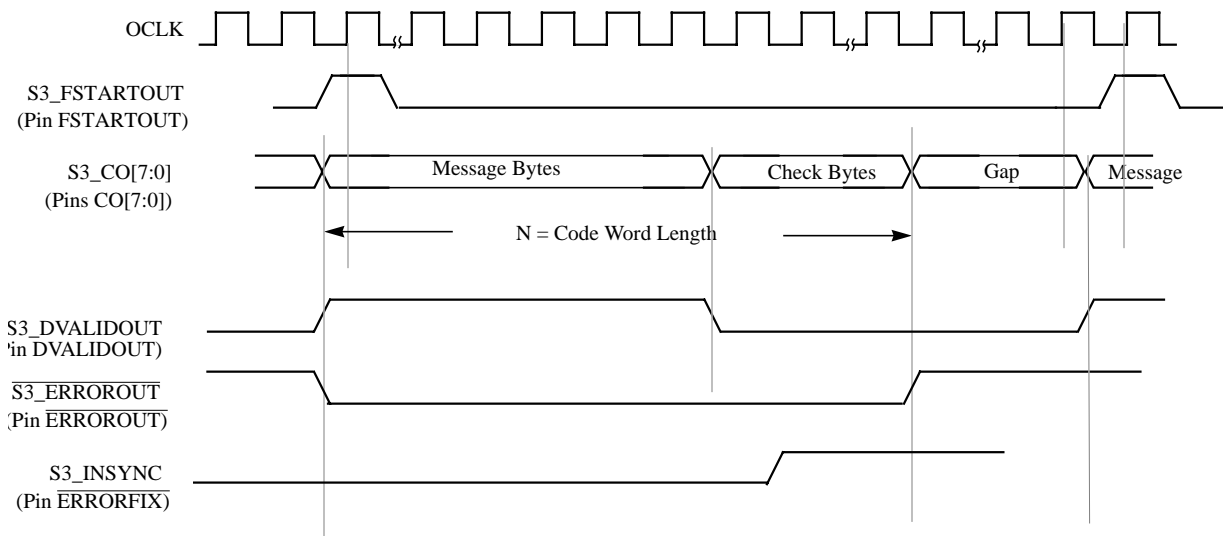 OCLK
S3_FSTARTOUT
(Pin FSTARTOUT)
S3_CO[7:0]
(Pins CO[7:0])
Message Bytes
Check Bytes
Gap
Message
N = Code Word Length
S3_DVALIDOUT
Pin DVALIDOUT)
S3_ERROROUT
(Pin ERROROUT)
S3_INSYNC
(Pin ERRORFIX)